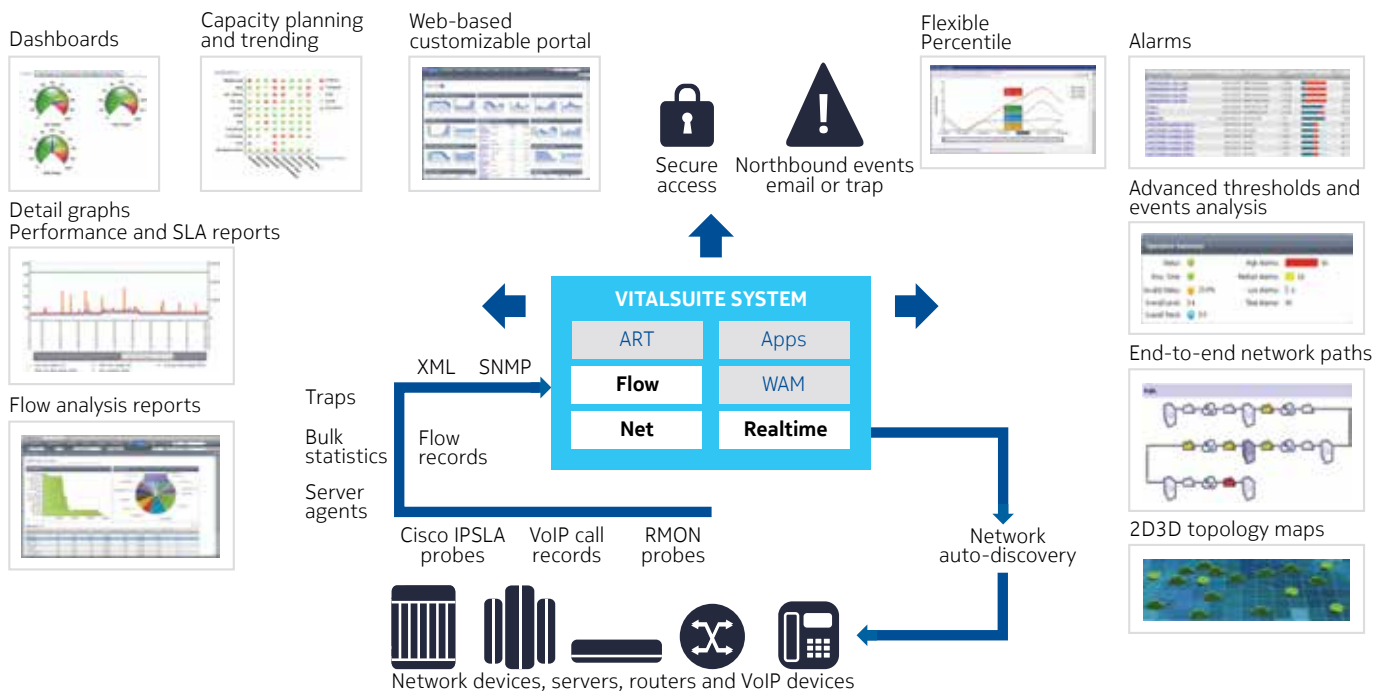 Dashboards
Capacity planning
and trending
Web-based
customizable portal
Flexible
Percentile
Alarms
Secure
access
Northbound events
email or trap
Detail graphs
Performance and SLA reports
Advanced thresholds and
events analysis
VITALSUITE SYSTEM
ART
Apps
Flow
WAM
Net
Realtime
XML
SNMP
Traps
Bulk
statistics
Flow
records
Server
agents
Cisco IPSLA
probes
VoIP call
records
RMON
probes
Flow analysis reports
End-to-end network paths
Network
auto-discovery
2D3D topology maps
Network devices, servers, routers and VoIP devices